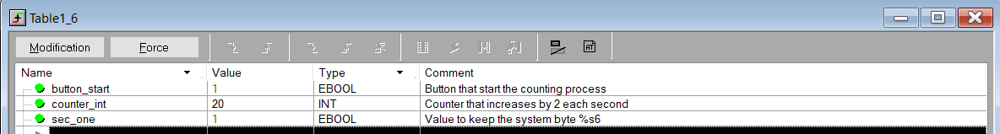 Table1_6
Modification Force
Name Value Type Comment
button_start 1 EBOOL Button that start the counting process
counter_int 20 INT Counter that increases by 2 each second
sec_one 1 EBOOL Value to keep the system byte %s6